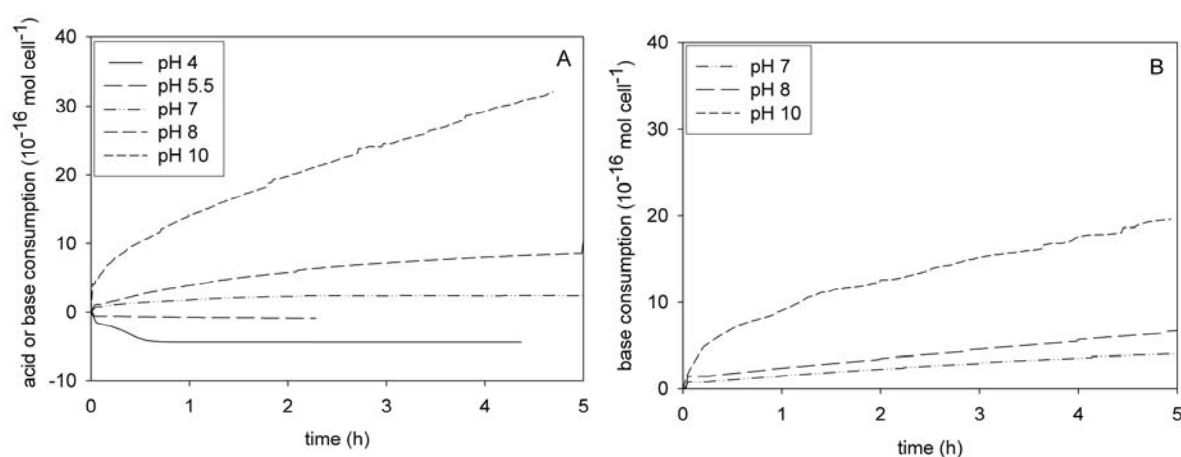 A
pH 4
pH 5.5
pH 7
pH 8
pH 10
acid or base consumption (10⁻¹⁶ mol cell⁻¹)
40
30
20
10
0
-10
0 1 2 3 4 5
time (h)
B
pH 7
pH 8
pH 10
base consumption (10⁻¹⁶ mol cell⁻¹)
40
30
20
10
0
0 1 2 3 4 5
time (h)